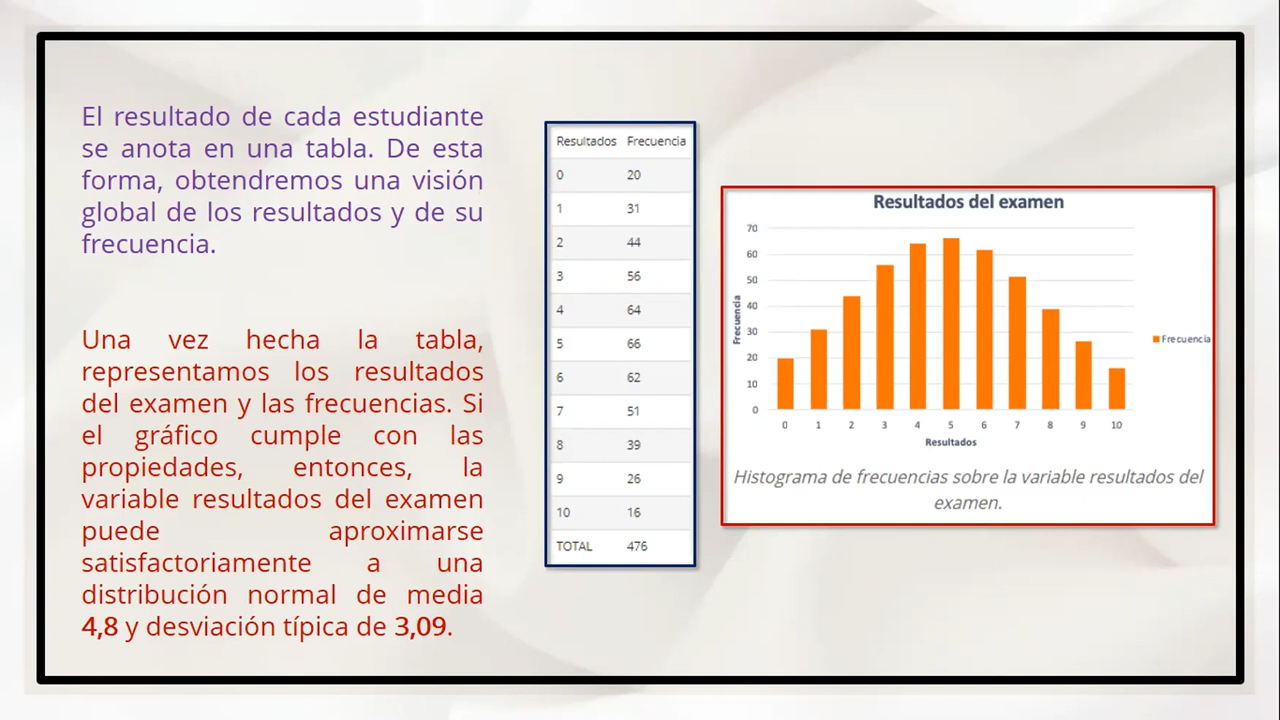 El resultado de cada estudiante
se anota en una tabla. De esta
forma, obtendremos una visión
global de los resultados y de su
frecuencia.
Una vez hecha la tabla,
representamos los resultados
del examen y las frecuencias. Si
el gráfico cumple con las
propiedades, entonces, la
variable resultados del examen
puede aproximarse
satisfactoriamente a una
distribución normal de media
4,8 y desviación típica de 3,09.
Resultados Frecuencia
0 20
1 31
2 44
3 56
4 64
5 66
6 62
7 51
8 39
9 26
10 16
TOTAL 476
Resultados del examen
70
60
50
40
30
20
10
0
Frecuencia
0 1 2 3 4 5 6 7 8 9 10
Resultados
Frecuencia
Histograma de frecuencias sobre la variable resultados del
examen.